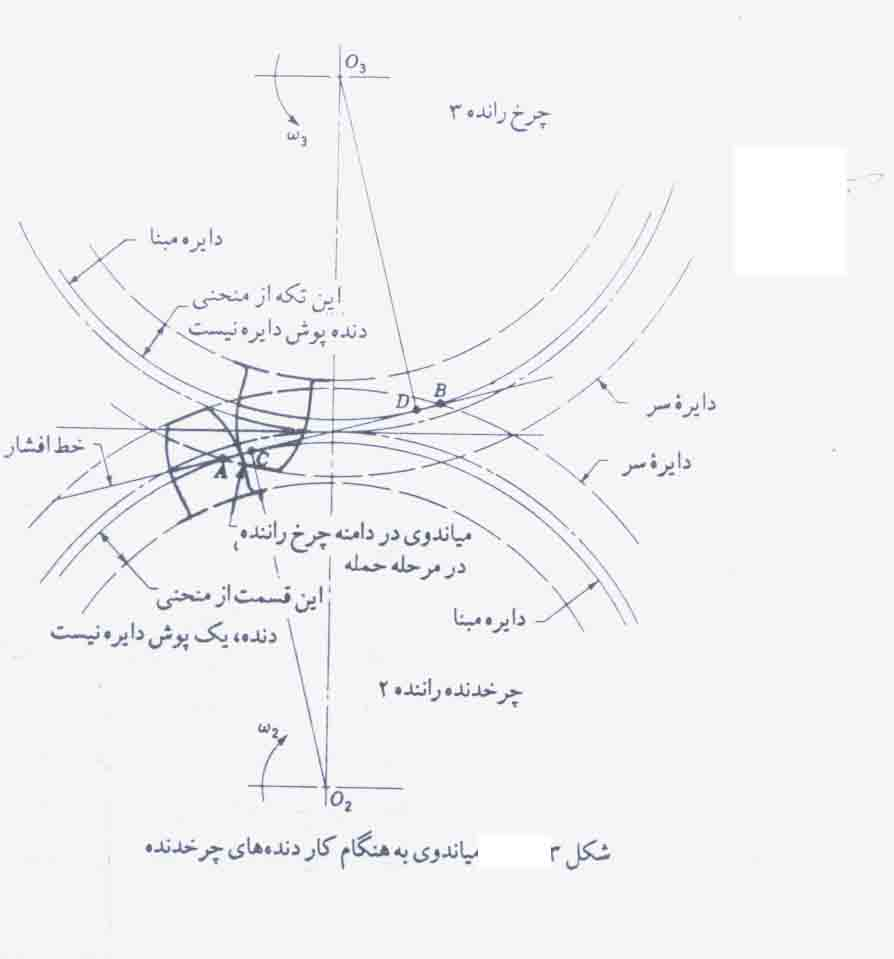 O₃
چرخ رانده ۳
ω₃
دایره مبنا
این تکه از منحنی
دنده پوش دایره نیست
D
B
دایرهٔ سر
خط افشار
دایرهٔ سر
A
C
میاندوی در دامنه چرخ راننده،
در مرحله حمله
این قسمت از منحنی
دنده، یک پوش دایره نیست
دایره مبنا
چرخدنده راننده ۲
ω₂
O₂
شکل ۳ میاندوی به هنگام کار دنده‌های چرخدنده